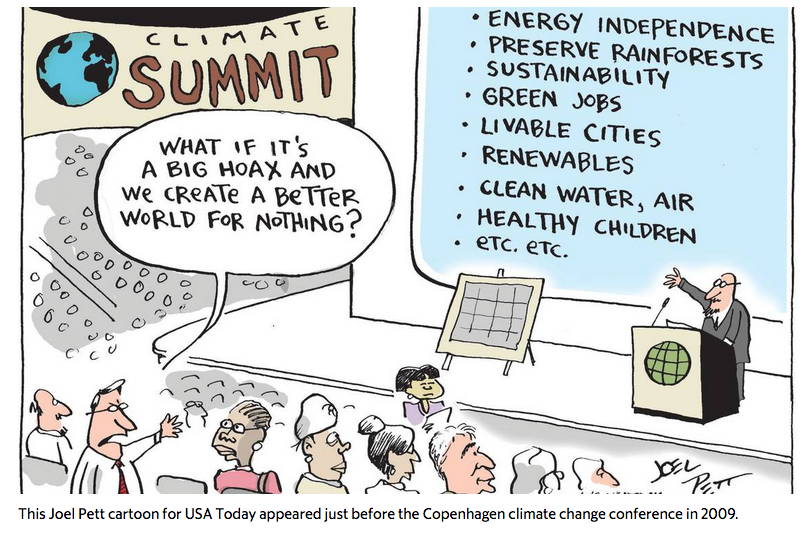 CLIMATE
SUMMIT
WHAT IF IT'S
A BIG HOAX AND
WE CREATE A BETTER
WORLD FOR NOTHING?
• ENERGY INDEPENDENCE
• PRESERVE RAINFORESTS
• SUSTAINABILITY
• GREEN JOBS
• LIVABLE CITIES
• RENEWABLES
• CLEAN WATER, AIR
• HEALTHY CHILDREN
• ETC. ETC.
JOEL
PETT
This Joel Pett cartoon for USA Today appeared just before the Copenhagen climate change conference in 2009.